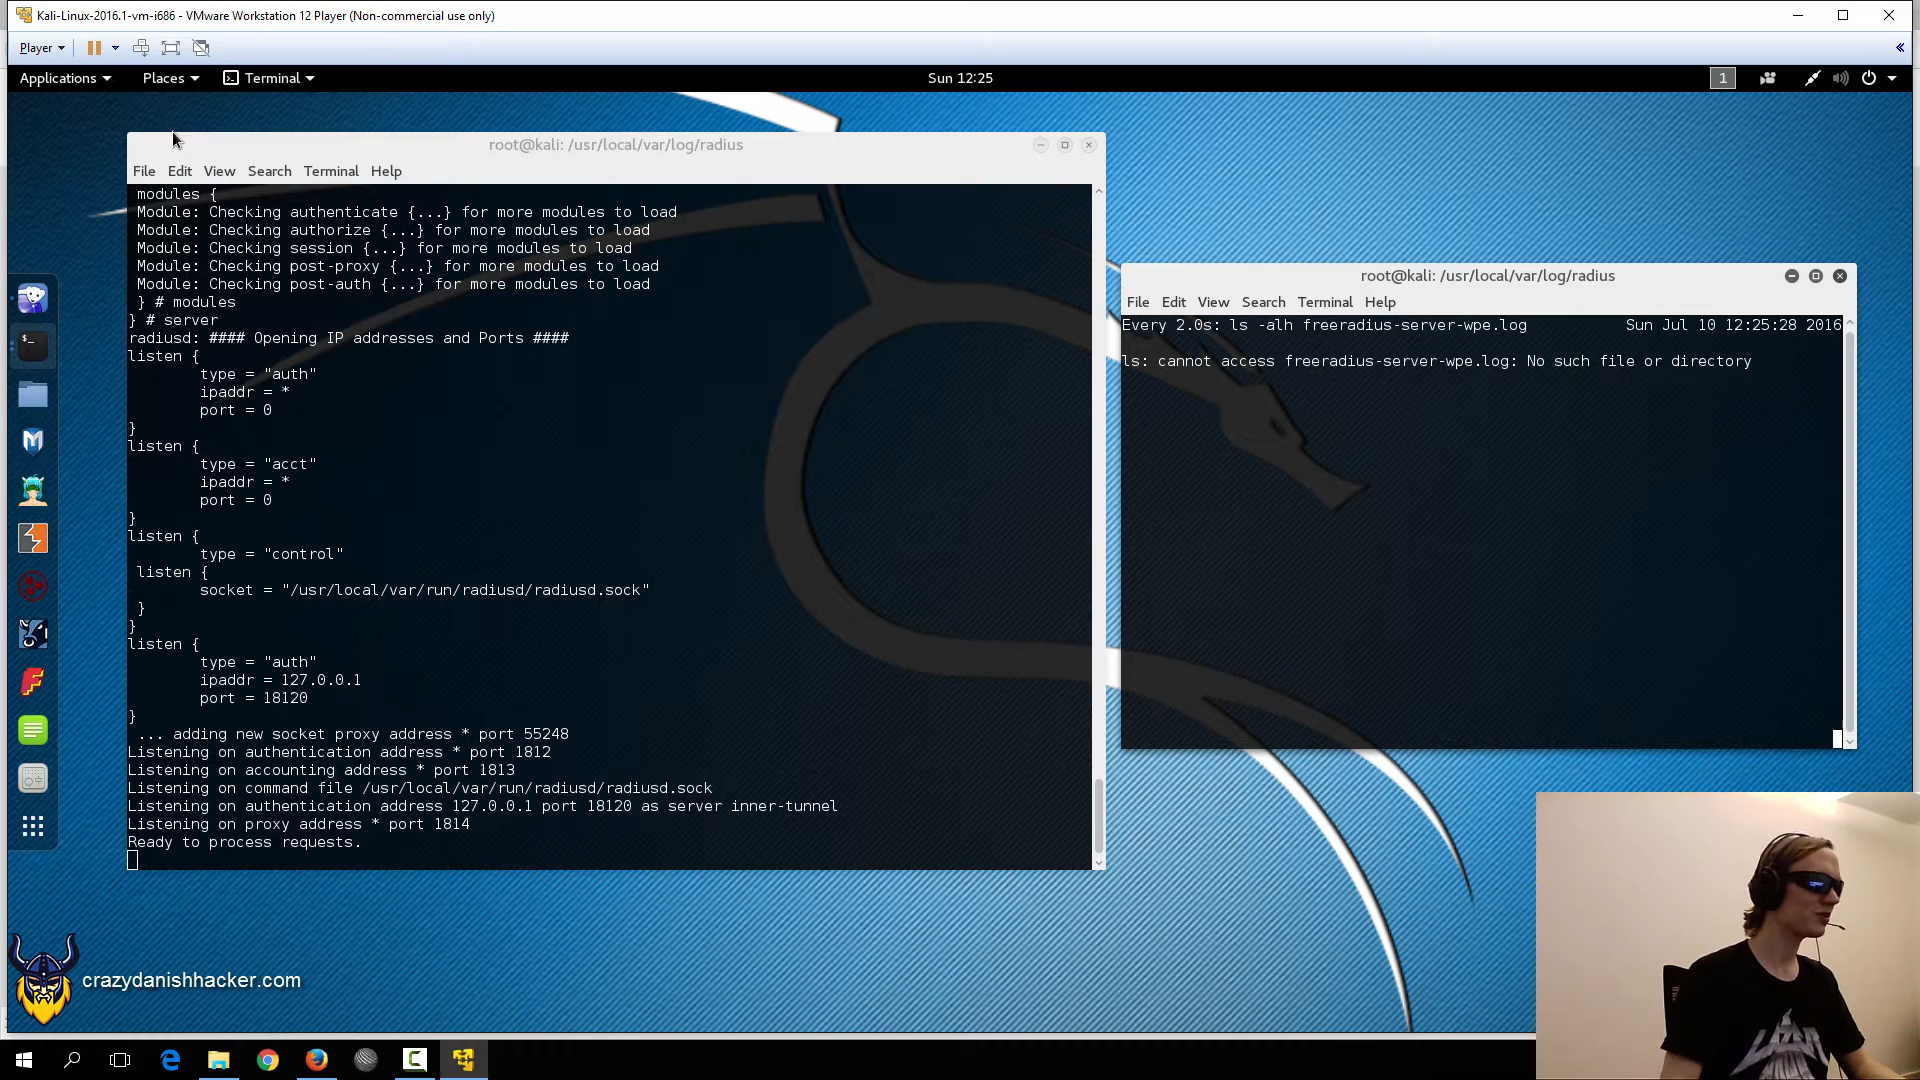 Kali-Linux-2016.1-vm-i686 - VMware Workstation 12 Player (Non-commercial use only)
Player
Applications Places Terminal Sun 12:25 1
root@kali: /usr/local/var/log/radius
File Edit View Search Terminal Help
modules {
Module: Checking authenticate {...} for more modules to load
Module: Checking authorize {...} for more modules to load
Module: Checking session {...} for more modules to load
Module: Checking post-proxy {...} for more modules to load
Module: Checking post-auth {...} for more modules to load
} # modules
} # server
radiusd: #### Opening IP addresses and Ports ####
listen {
type = "auth"
ipaddr = *
port = 0
}
listen {
type = "acct"
ipaddr = *
port = 0
}
listen {
type = "control"
listen {
socket = "/usr/local/var/run/radiusd/radiusd.sock"
}
}
listen {
type = "auth"
ipaddr = 127.0.0.1
port = 18120
}
... adding new socket proxy address * port 55248
Listening on authentication address * port 1812
Listening on accounting address * port 1813
Listening on command file /usr/local/var/run/radiusd/radiusd.sock
Listening on authentication address 127.0.0.1 port 18120 as server inner-tunnel
Listening on proxy address * port 1814
Ready to process requests.
root@kali: /usr/local/var/log/radius
File Edit View Search Terminal Help
Every 2.0s: ls -alh freeradius-server-wpe.log Sun Jul 10 12:25:28 2016
ls: cannot access freeradius-server-wpe.log: No such file or directory
crazydanishhacker.com